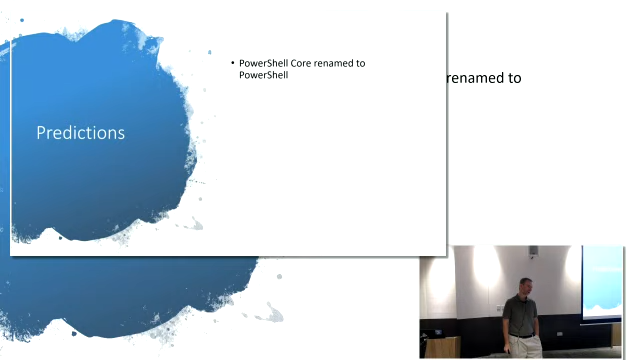 Predictions
• PowerShell Core renamed to
PowerShell
renamed to